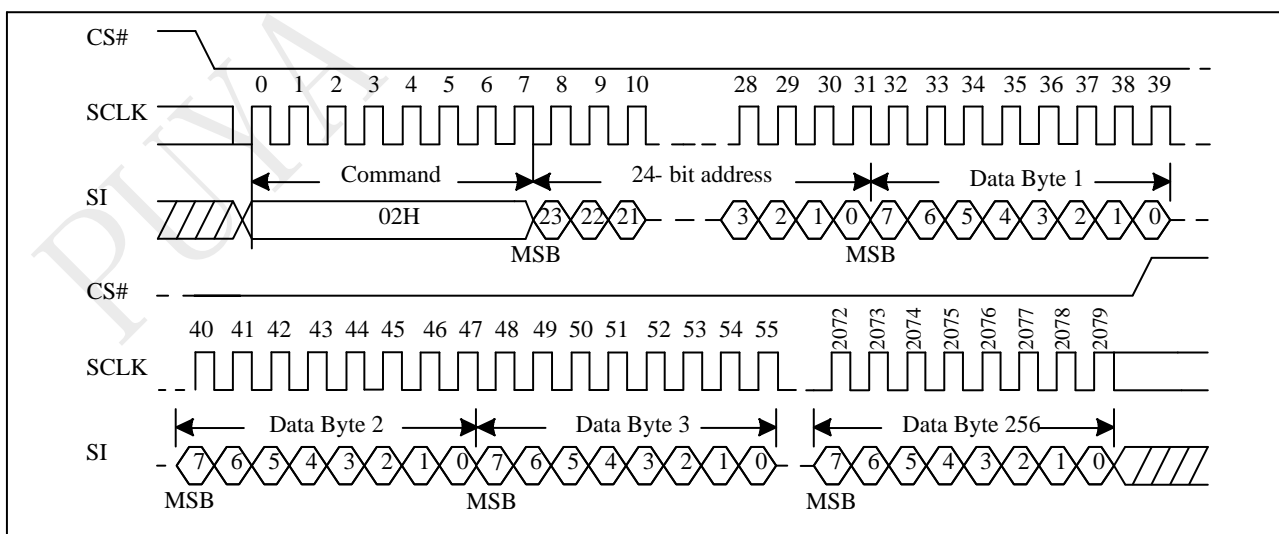 CS#
0 1 2 3 4 5 6 7 8 9 10 28 29 30 31 32 33 34 35 36 37 38 39
SCLK
Command 24- bit address Data Byte 1
SI
02H 23 22 21 3 2 1 0 7 6 5 4 3 2 1 0
MSB MSB
CS#
40 41 42 43 44 45 46 47 48 49 50 51 52 53 54 55 2072 2073 2074 2075 2076 2077 2078 2079
SCLK
Data Byte 2 Data Byte 3 Data Byte 256
SI
7 6 5 4 3 2 1 0 7 6 5 4 3 2 1 0 7 6 5 4 3 2 1 0
MSB MSB MSB
PUYA